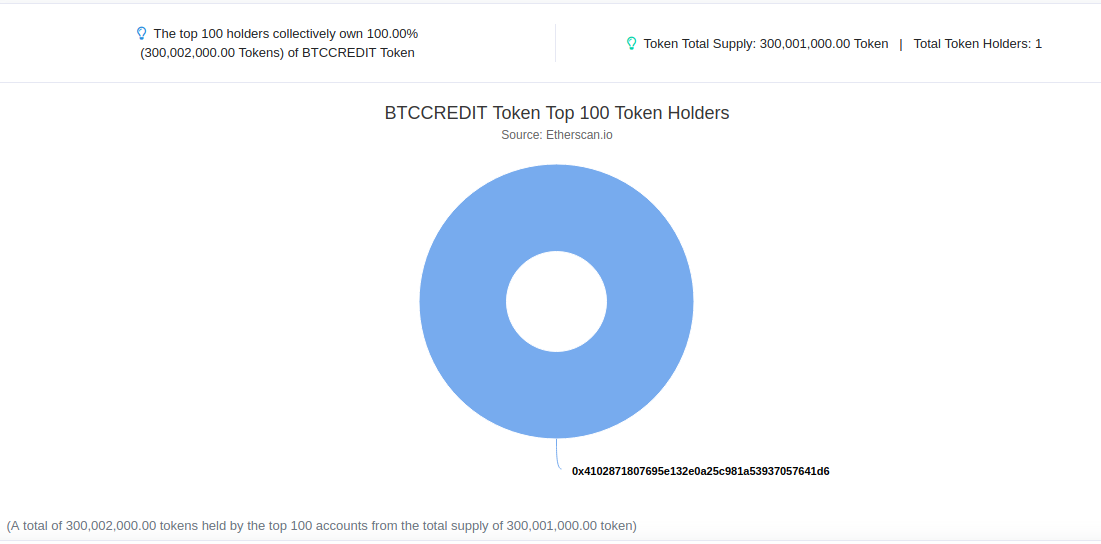 The top 100 holders collectively own 100.00%
(300,002,000.00 Tokens) of BTCCREDIT Token
Token Total Supply: 300,001,000.00 Token | Total Token Holders: 1
BTCCREDIT Token Top 100 Token Holders
Source: Etherscan.io
0x4102871807695e132e0a25c981a53937057641d6
(A total of 300,002,000.00 tokens held by the top 100 accounts from the total supply of 300,001,000.00 token)